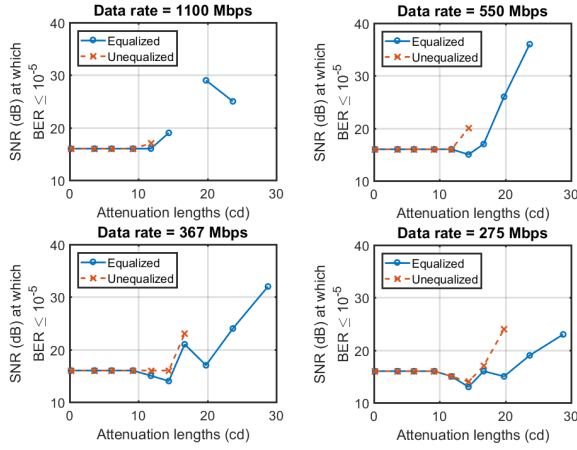 Data rate = 1100 Mbps
SNR (dB) at which
BER ≤ 10^-5
40
30
20
10
Equalized
Unequalized
0
10
20
30
Attenuation lengths (cd)
Data rate = 550 Mbps
SNR (dB) at which
BER ≤ 10^-5
40
30
20
10
Equalized
Unequalized
0
10
20
30
Attenuation lengths (cd)
Data rate = 367 Mbps
SNR (dB) at which
BER ≤ 10^-5
40
30
20
10
Equalized
Unequalized
0
10
20
30
Attenuation lengths (cd)
Data rate = 275 Mbps
SNR (dB) at which
BER ≤ 10^-5
40
30
20
10
Equalized
Unequalized
0
10
20
30
Attenuation lengths (cd)